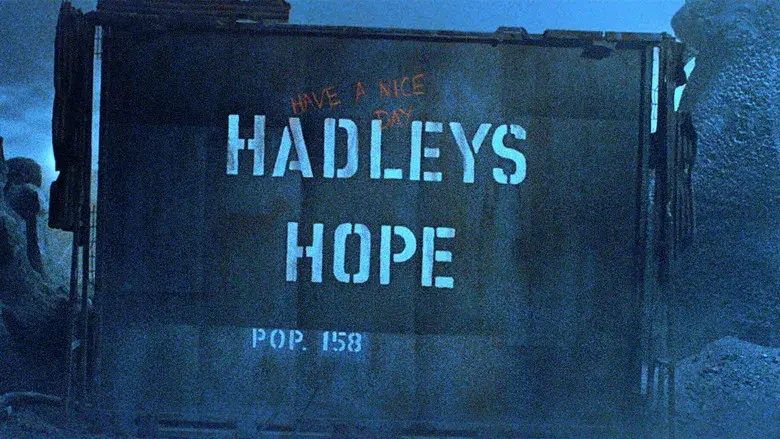 HAVE A NICE
DAY
HADLEYS
HOPE
POP. 158